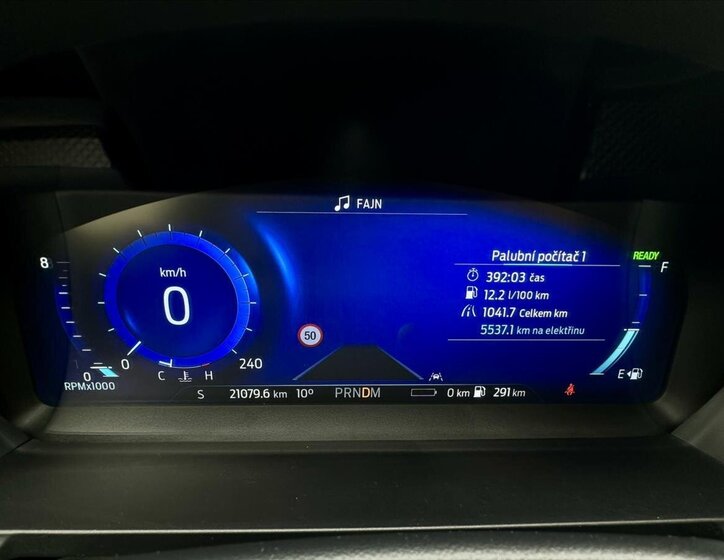 FAJN
8
km/h
0
0
240
0
RPMx1000
C H
Palubní počítač 1
READY
F
392:03 čas
12.2 l/100 km
1041.7 Celkem km
5537.1 km na elektřinu
50
E
S 21079.6 km 10° PRNDM 0 km 291 km